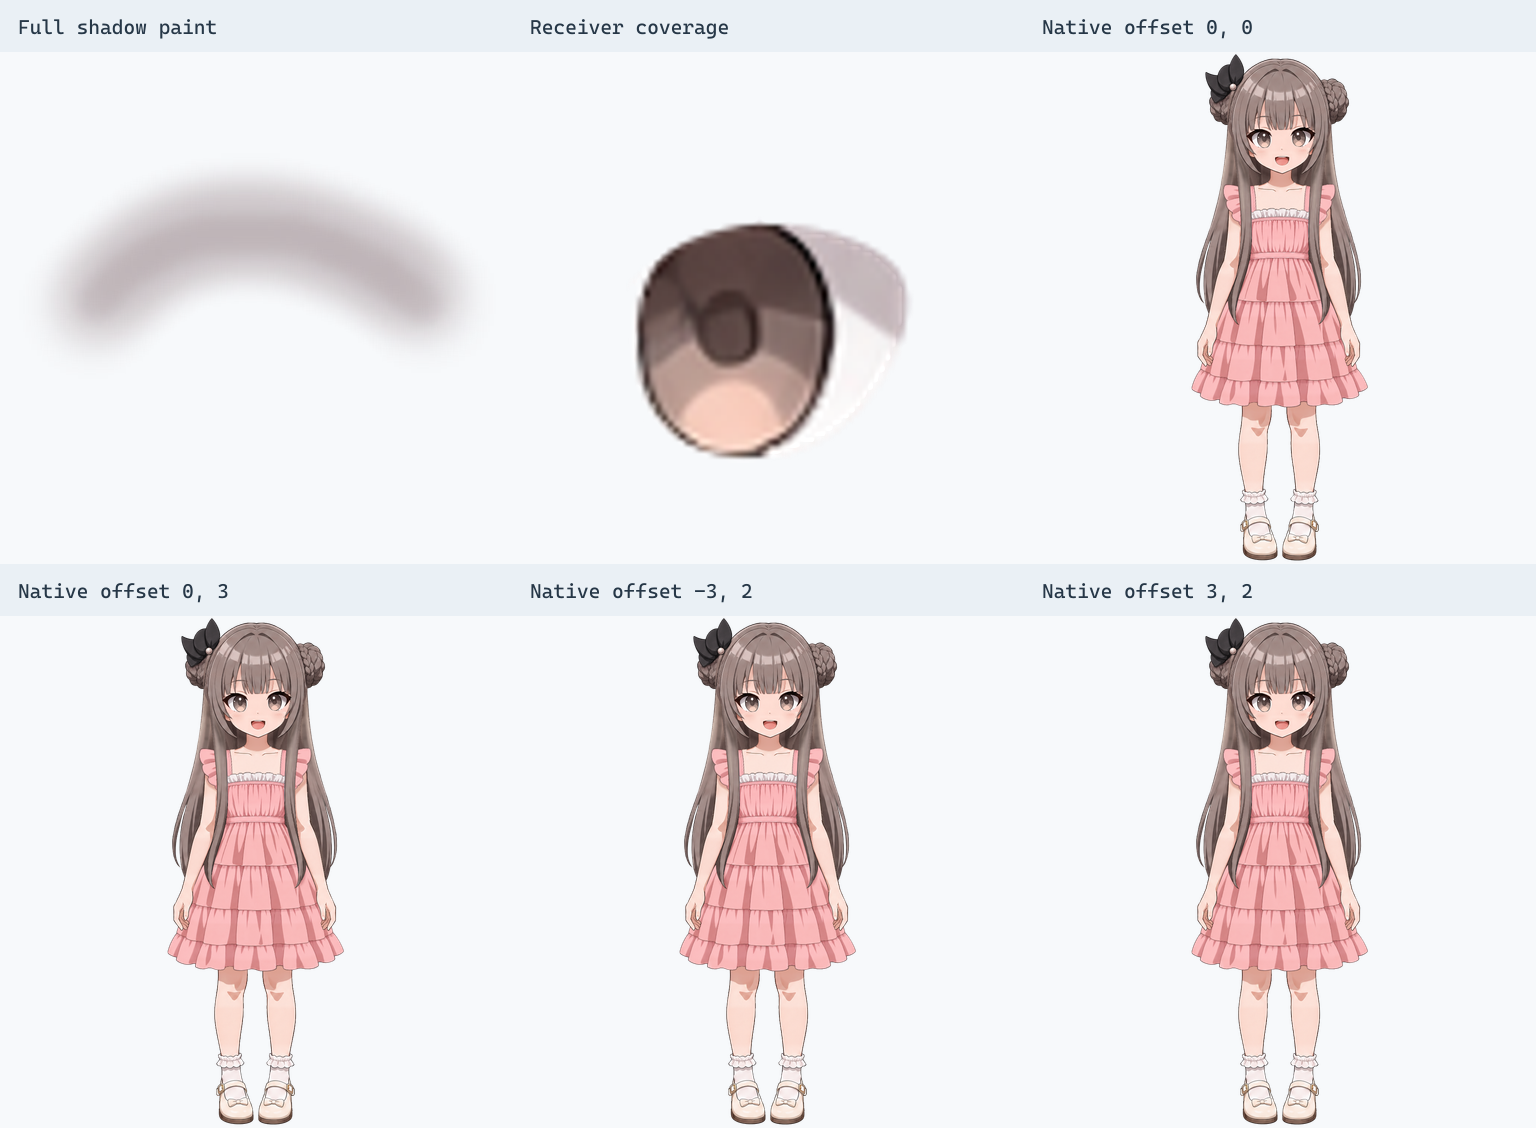 Full shadow paint
Receiver coverage
Native offset 0, 0
Native offset 0, 3
Native offset −3, 2
Native offset 3, 2